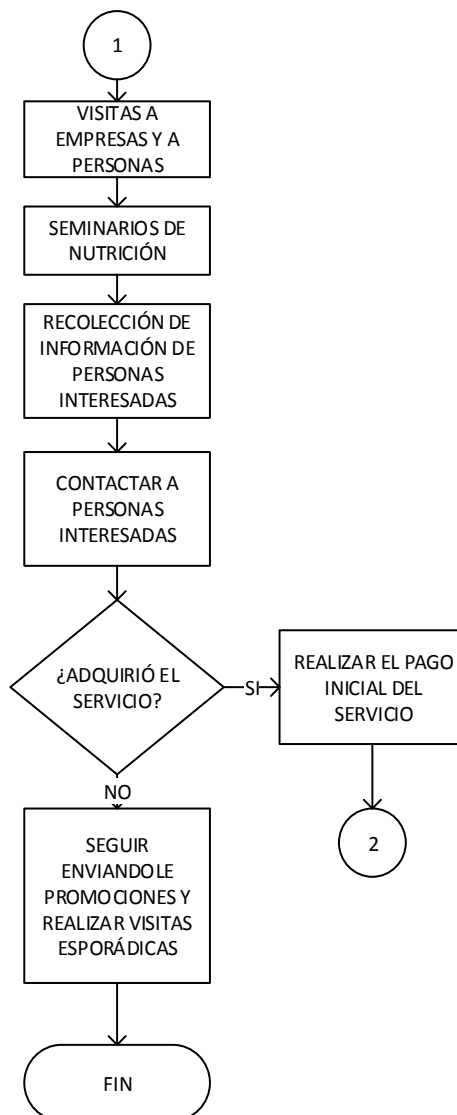 1
VISITAS A
EMPRESAS Y A
PERSONAS
SEMINARIOS DE
NUTRICIÓN
RECOLECCIÓN DE
INFORMACIÓN DE
PERSONAS
INTERESADAS
CONTACTAR A
PERSONAS
INTERESADAS
¿ADQUIRIÓ EL
SERVICIO?
SI
REALIZAR EL PAGO
INICIAL DEL
SERVICIO
2
NO
SEGUIR
ENVIANDOLE
PROMOCIONES Y
REALIZAR VISITAS
ESPORÁDICAS
FIN